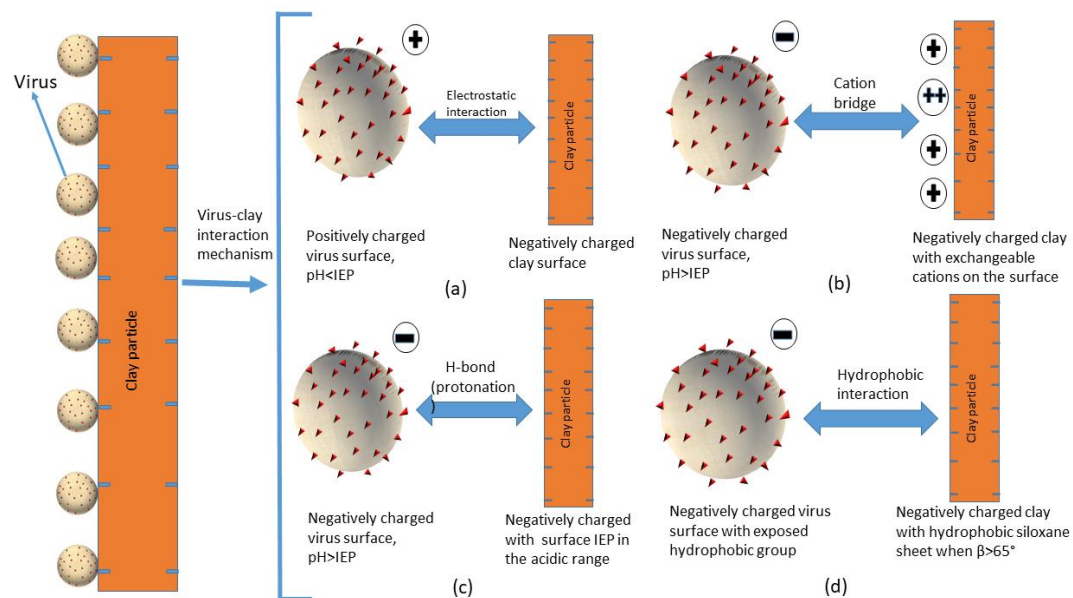 Virus
Clay particle
Virus-clay
interaction
mechanism
+
Electrostatic
interaction
Clay particle
Positively charged
virus surface,
pH<IEP
Negatively charged
clay surface
(a)
-
Cation
bridge
+
++
+
+
Clay particle
Negatively charged
virus surface,
pH>IEP
Negatively charged clay
with exchangeable
cations on the surface
(b)
-
H-bond
(protonation
)
Clay particle
Negatively charged
virus surface,
pH>IEP
Negatively charged
with surface IEP in
the acidic range
(c)
-
Hydrophobic
interaction
Clay particle
Negatively charged virus
surface with exposed
hydrophobic group
Negatively charged clay
with hydrophobic siloxane
sheet when β>65°
(d)